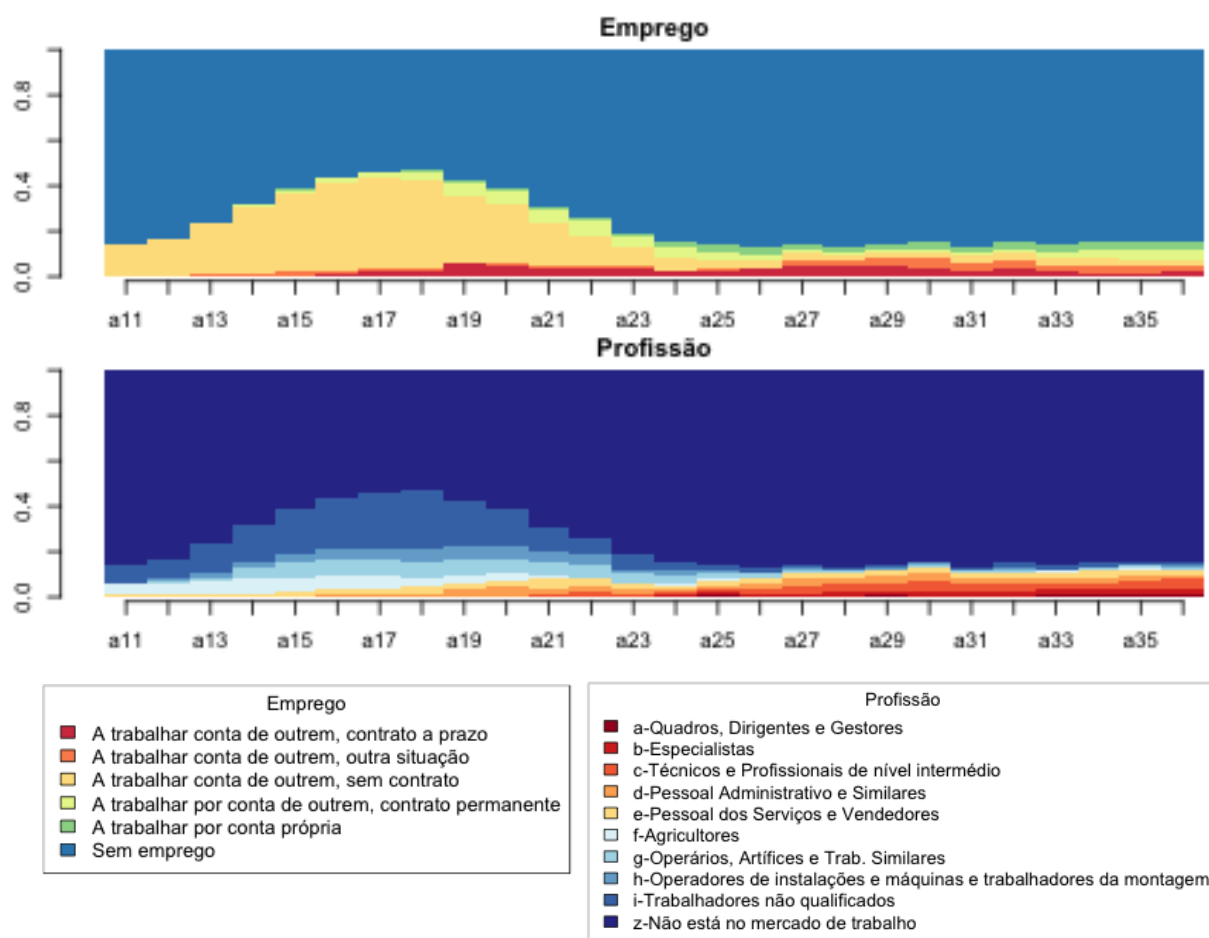 Emprego
0.8
0.4
0.0
a11 a13 a15 a17 a19 a21 a23 a25 a27 a29 a31 a33 a35
Profissão
0.8
0.4
0.0
a11 a13 a15 a17 a19 a21 a23 a25 a27 a29 a31 a33 a35
Emprego
A trabalhar conta de outrem, contrato a prazo
A trabalhar conta de outrem, outra situação
A trabalhar conta de outrem, sem contrato
A trabalhar por conta de outrem, contrato permanente
A trabalhar por conta própria
Sem emprego
Profissão
a-Quadros, Dirigentes e Gestores
b-Especialistas
c-Técnicos e Profissionais de nível intermédio
d-Pessoal Administrativo e Similares
e-Pessoal dos Serviços e Vendedores
f-Agricultores
g-Operários, Artífices e Trab. Similares
h-Operadores de instalações e máquinas e trabalhadores da montagem
i-Trabalhadores não qualificados
z-Não está no mercado de trabalho